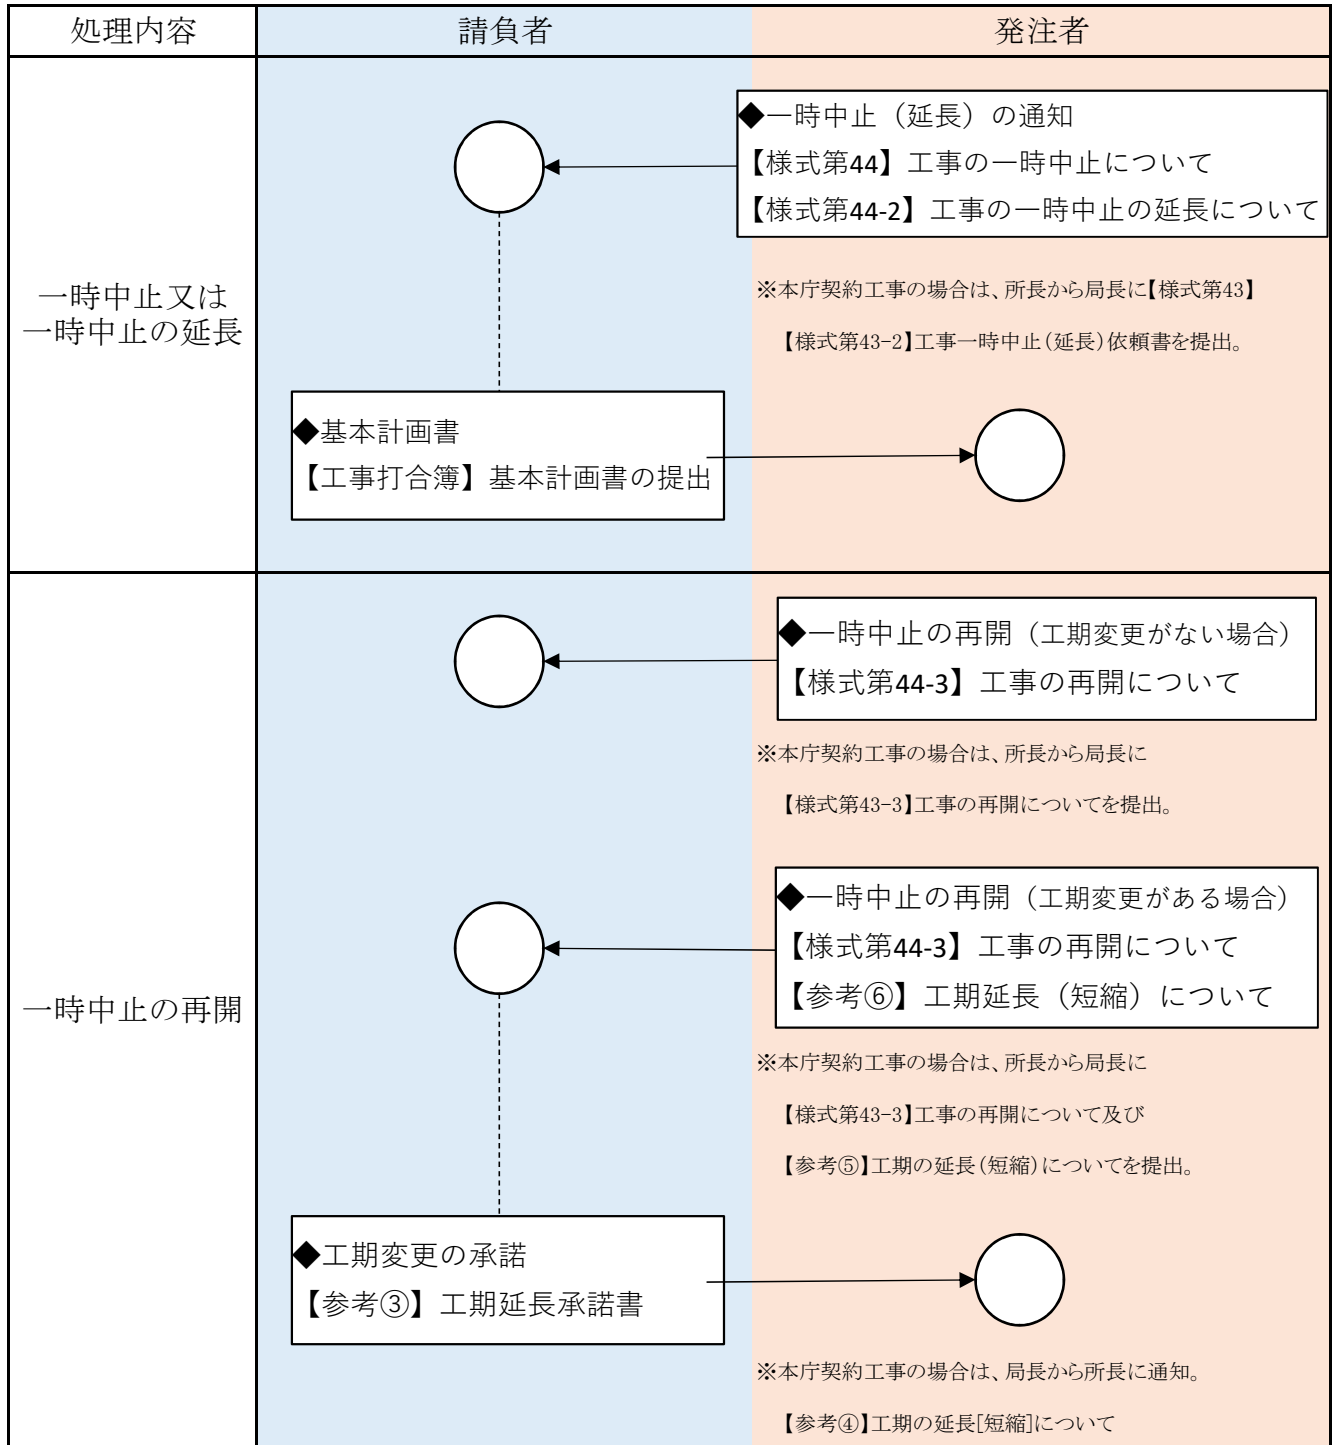 処理内容
請負者
発注者
一時中止又は
一時中止の延長
◆一時中止（延長）の通知
【様式第44】工事の一時中止について
【様式第44-2】工事の一時中止の延長について
※本庁契約工事の場合は、所長から局長に【様式第43】
【様式第43-2】工事一時中止（延長）依頼書を提出。
◆基本計画書
【工事打合簿】基本計画書の提出
一時中止の再開
◆一時中止の再開（工期変更がない場合）
【様式第44-3】工事の再開について
※本庁契約工事の場合は、所長から局長に
【様式第43-3】工事の再開についてを提出。
◆一時中止の再開（工期変更がある場合）
【様式第44-3】工事の再開について
【参考⑥】工期延長（短縮）について
※本庁契約工事の場合は、所長から局長に
【様式第43-3】工事の再開について及び
【参考⑤】工期の延長（短縮）についてを提出。
◆工期変更の承諾
【参考③】工期延長承諾書
※本庁契約工事の場合は、局長から所長に通知。
【参考④】工期の延長[短縮]について